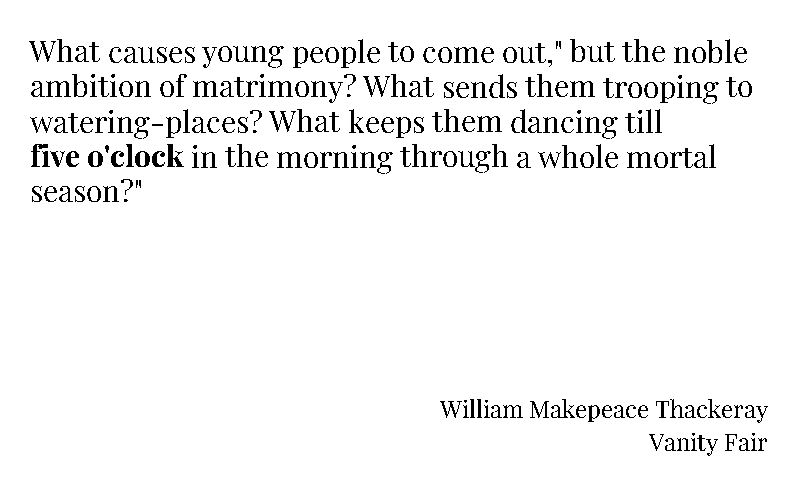 What causes young people to come out," but the noble
ambition of matrimony? What sends them trooping to
watering-places? What keeps them dancing till
five o'clock in the morning through a whole mortal
season?"
William Makepeace Thackeray
Vanity Fair